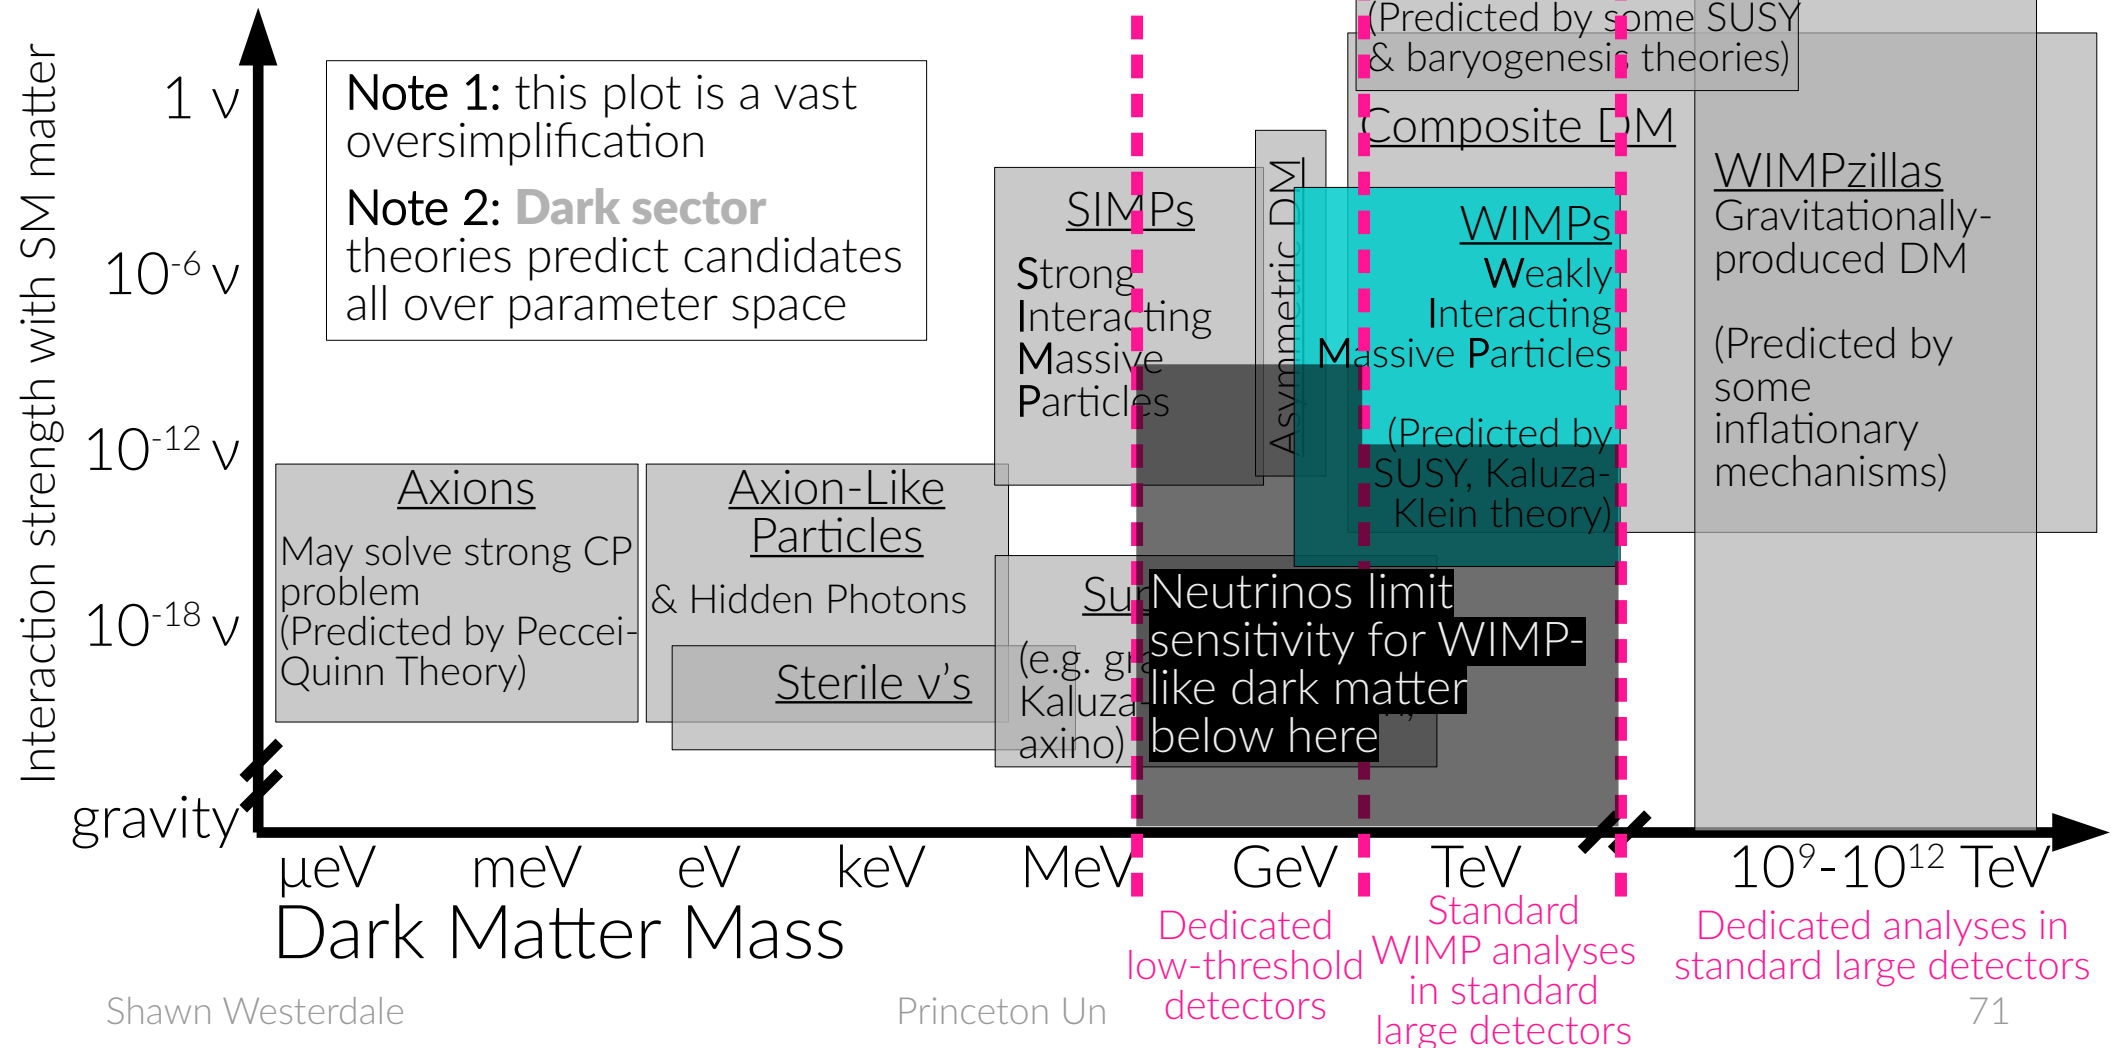 (Predicted by some SUSY
& baryogenesis theories)
Interaction strength with SM matter
1 ν
10⁻⁶ ν
10⁻¹² ν
10⁻¹⁸ ν
gravity
Note 1: this plot is a vast
oversimplification
Note 2: Dark sector
theories predict candidates
all over parameter space
Composite DM
SIMPs
Strong
Interacting
Massive
Particles
Asymmetric DM
WIMPs
Weakly
Interacting
Massive Particles
(Predicted by
SUSY, Kaluza-
Klein theory)
WIMPzillas
Gravitationally-
produced DM
(Predicted by
some
inflationary
mechanisms)
Axions
May solve strong CP
problem
(Predicted by Peccei-
Quinn Theory)
Axion-Like
Particles
& Hidden Photons
Sterile ν's
(e.g.
axino)
Neutrinos limit
sensitivity for WIMP-
like dark matter
below here
μeV meV eV keV MeV GeV TeV 10⁹-10¹² TeV
Dark Matter Mass
Dedicated
low-threshold
detectors
Standard
WIMP analyses
in standard
large detectors
Dedicated analyses in
standard large detectors
Shawn Westerdale
Princeton Un
71